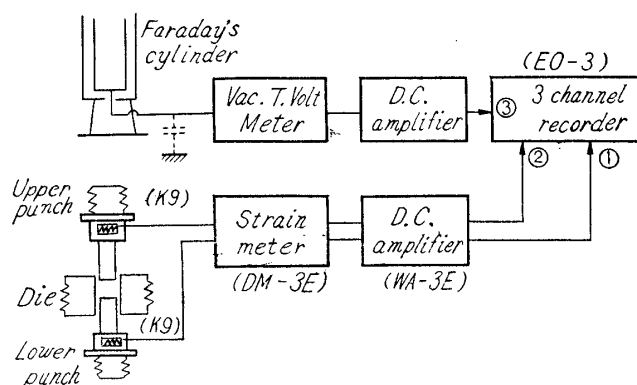 Faraday's
cylinder
Vac. T. Volt
Meter
D.C.
amplifier
(EO-3)
3 channel
recorder
③
②
①
Upper
punch
(K9)
Strain
meter
(DM-3E)
D.C.
amplifier
(WA-3E)
Die
(K9)
Lower
punch